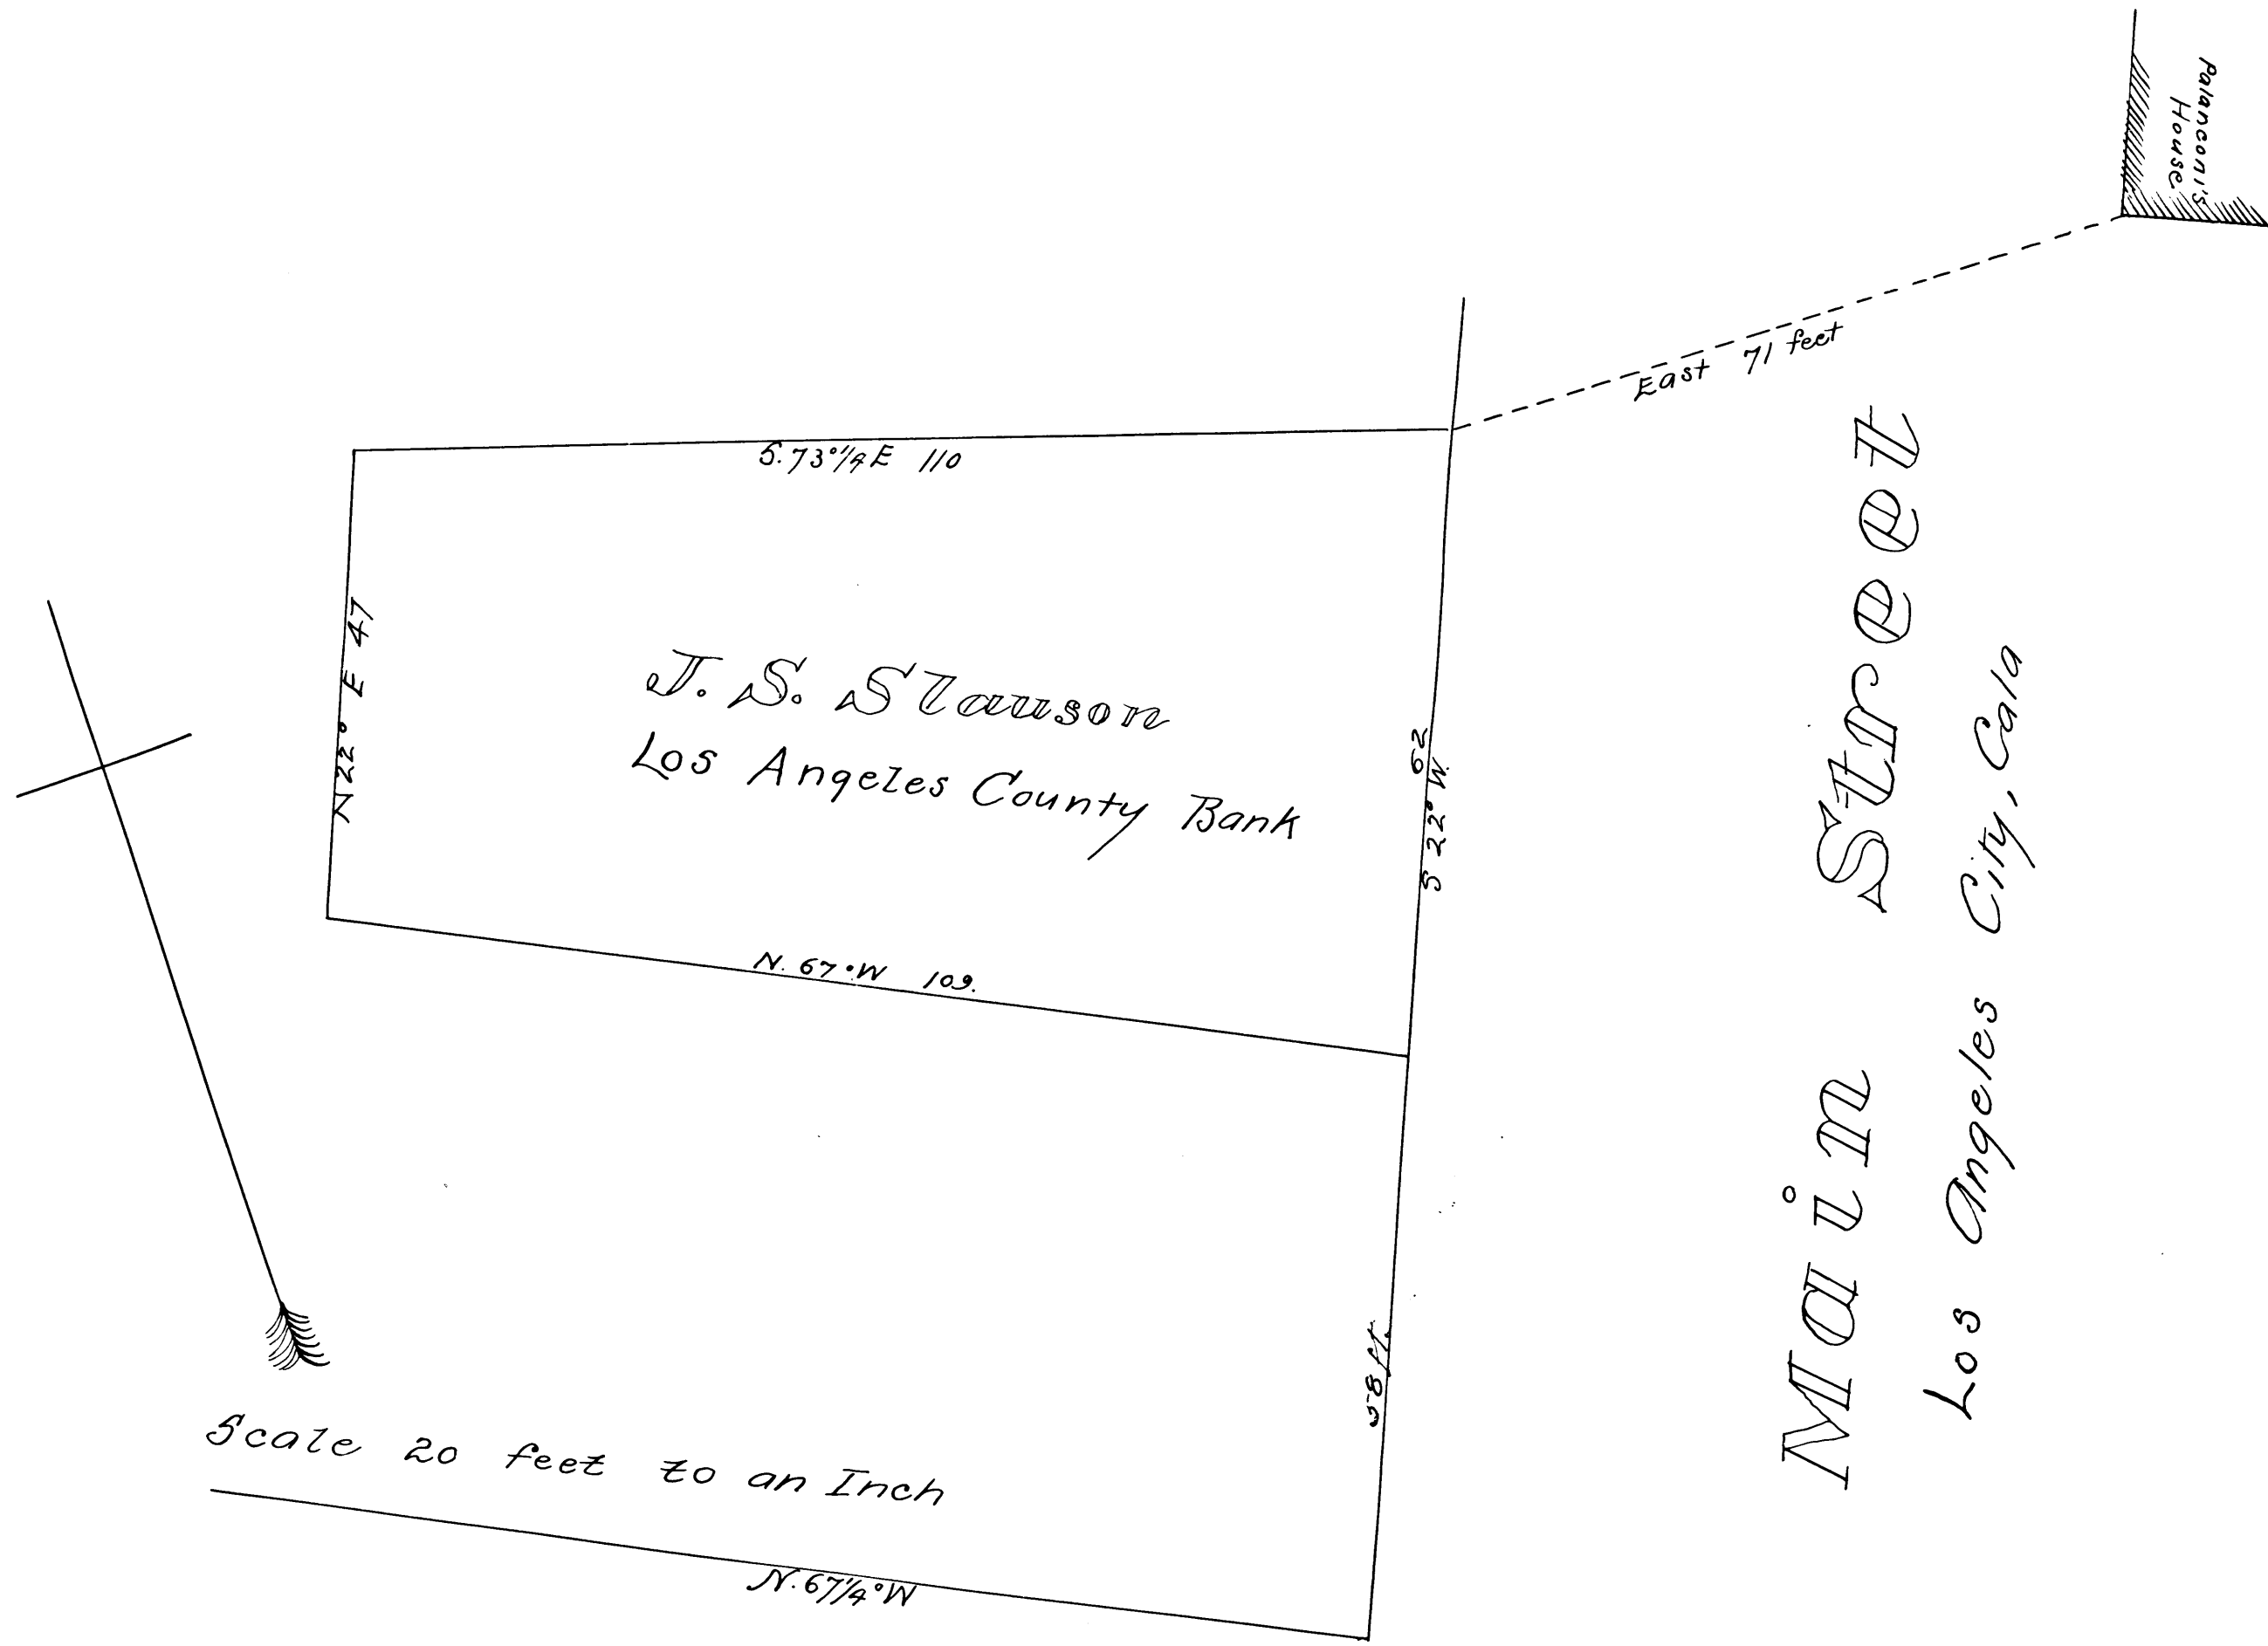 Palanconi's
House
East 71 feet
S. 73°1/4 E 110
N 22° E 47
J. S. Slauson
Los Angeles County Bank
S 22° W. 62
N. 67°W 109.
58 ft
Scale 20 feet to an Inch
N. 67 1/4° W
Main Street
Los Angeles City, Cala